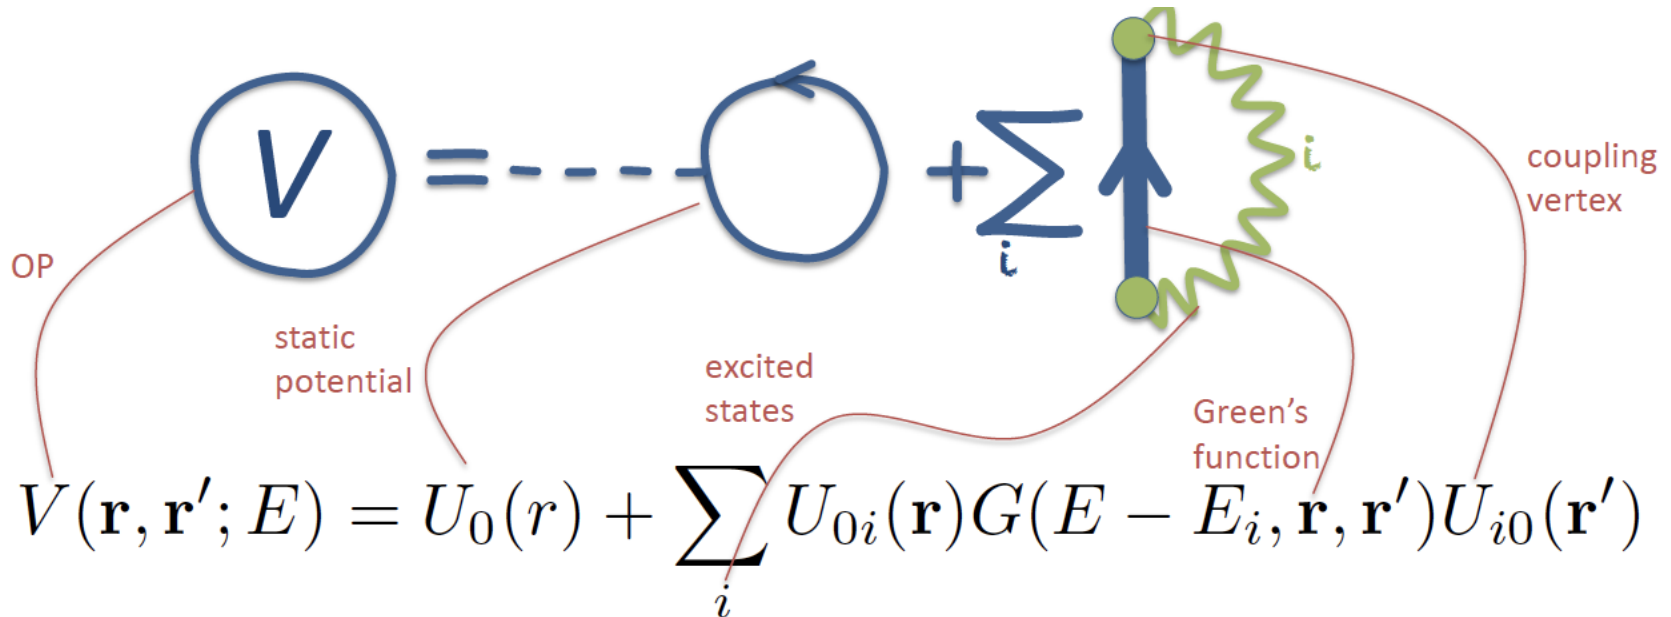 V = + ∑ i
i
coupling
vertex
OP
static
potential
excited
states
Green's
function
V(r, r′; E) = U₀(r) + ∑ᵢ U₀ᵢ(r)G(E − Eᵢ, r, r′)Uᵢ₀(r′)